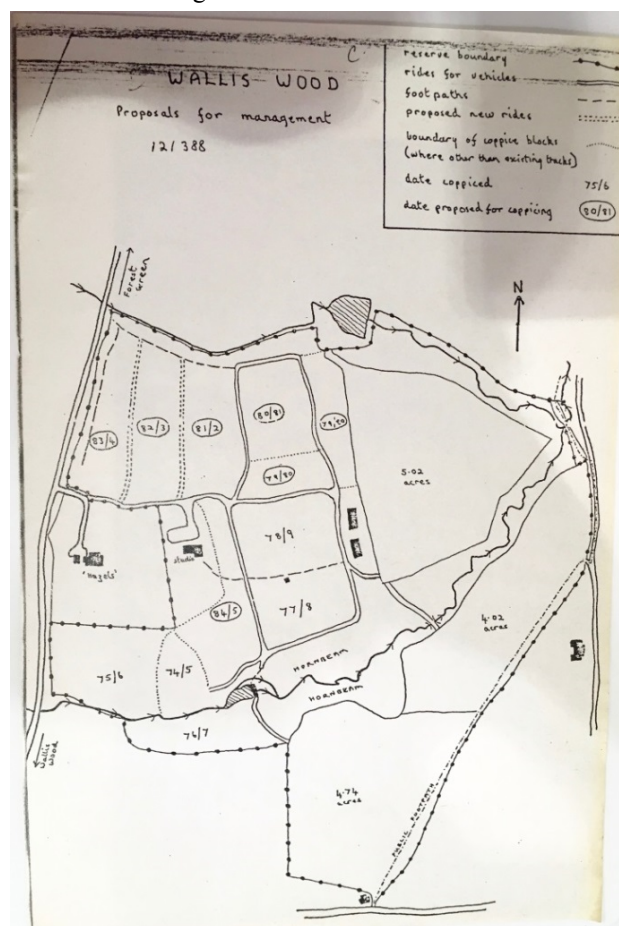 C
WALLIS WOOD
Proposals for management
12/388
reserve boundary
rides for vehicles
foot paths
proposed new rides
boundary of coppice blocks
(where other than existing tracks)
date coppiced 75/6
date proposed for coppicing 80/81
Forest
Green
N
83/4
82/3
81/2
80/81
79/80
79/80
5.02
acres
78/9
studio
77/8
84/5
4.02
acres
75/6
74/5
HORNBEAM
HORNBEAM
76/7
Wallis
Wood
4.74
acres
PUBLIC FOOTPATH